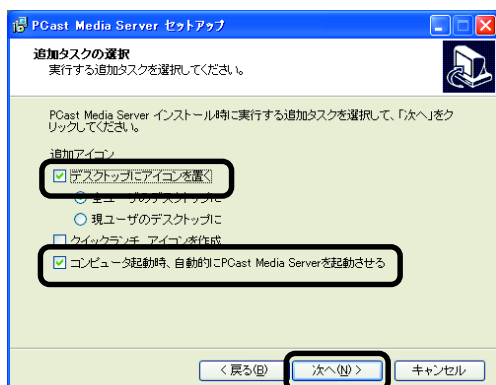 PCast Media Server セットアップ
追加タスクの選択
実行する追加タスクを選択してください。
PCast Media Server インストール時に実行する追加タスクを選択して、「次へ」をク
リックしてください。
追加アイコン
デスクトップにアイコンを置く
全ユーザのデスクトップに
現ユーザのデスクトップに
クイックランチ アイコンを作成
コンピュータ起動時、自動的にPCast Media Serverを起動させる
< 戻る(B)
次へ(N) >
キャンセル